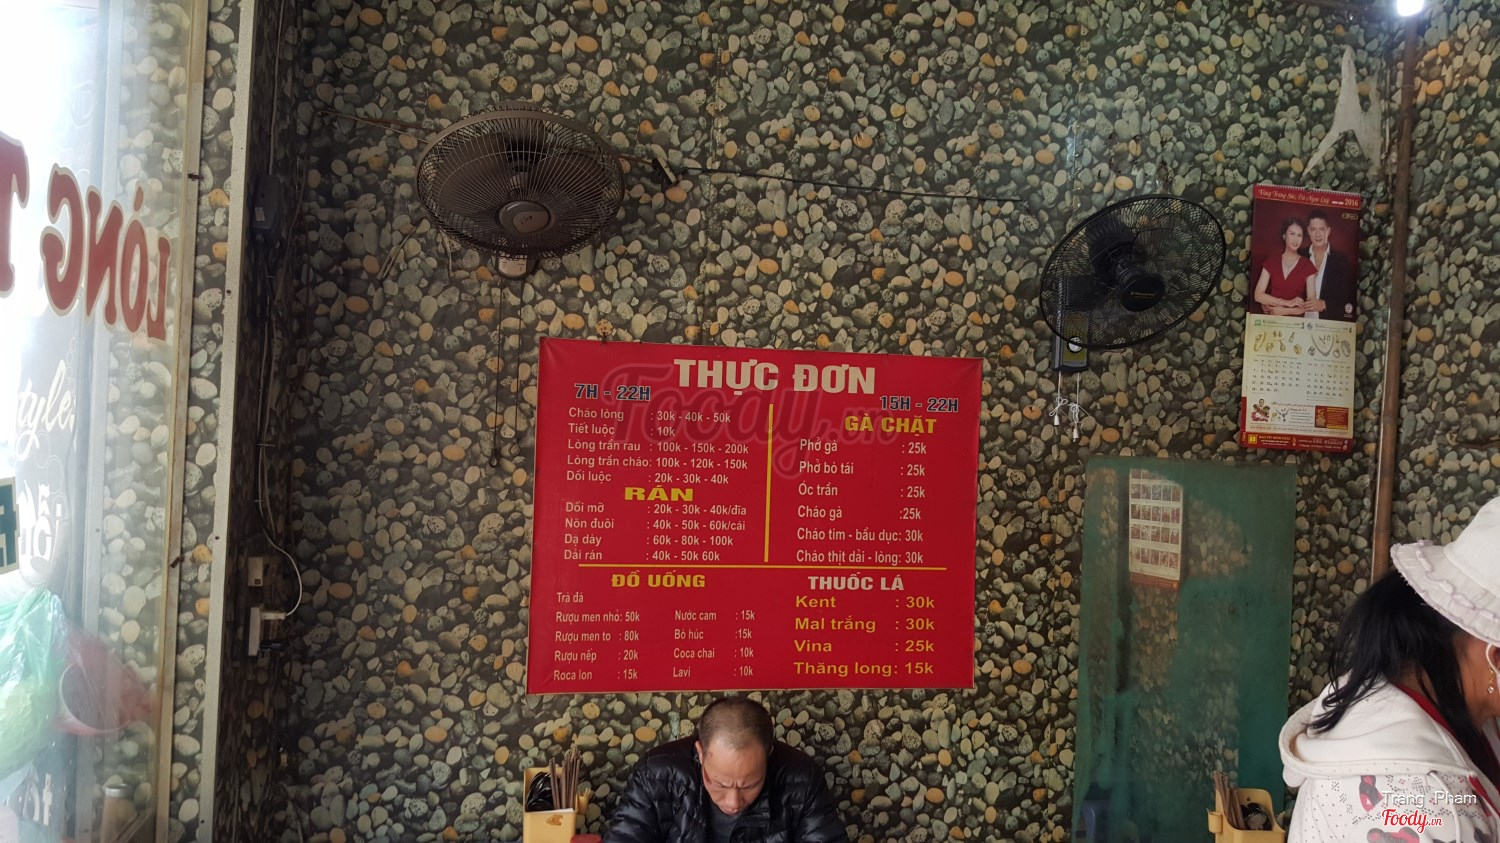 LÒNG
THỰC ĐƠN
7H - 22H
Cháo lòng : 30k - 40k - 50k
Tiết luộc : 10k
Lòng trần rau : 100k - 150k - 200k
Lòng trần cháo: 100k - 120k - 150k
Dồi luộc : 20k - 30k - 40k
RÁN
Dồi mỡ : 20k - 30k - 40k/đĩa
Nõn đuôi : 40k - 50k - 60k/cái
Dạ dày : 60k - 80k - 100k
Dải rán : 40k - 50k 60k
15H - 22H
GÀ CHẶT
Phở gà : 25k
Phở bò tái : 25k
Óc trần : 25k
Cháo gà :25k
Cháo tim - bầu dục: 30k
Cháo thịt dải - lòng: 30k
ĐỒ UỐNG
Trà đá
Rượu men nhỏ: 50k
Rượu men to : 80k
Rượu nếp : 20k
Roca lon : 15k
Nước cam : 15k
Bò húc :15k
Coca chai : 10k
Lavi : 10k
THUỐC LÁ
Kent : 30k
Mal trắng : 30k
Vina : 25k
Thăng long: 15k
Foody.vn
2016
Trang Pham
Foody.vn